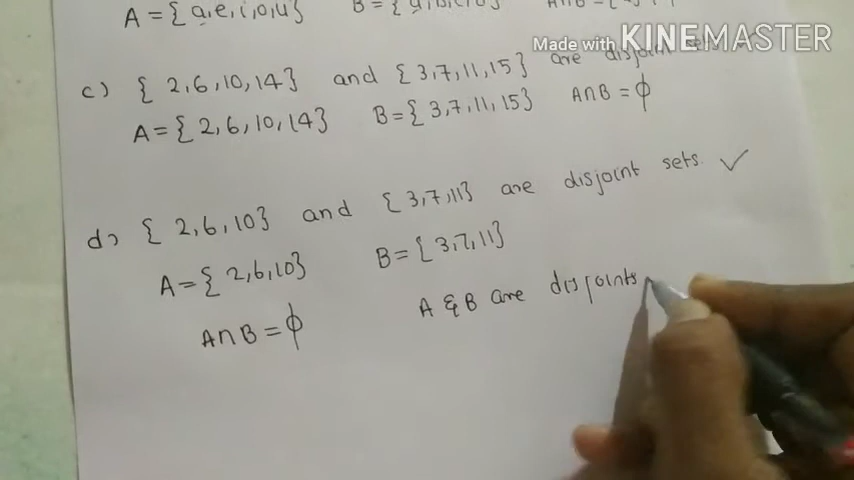 A = { a, e, i, o, u }
Made with KINEMASTER
c) { 2, 6, 10, 14 } and { 3, 7, 11, 15 } are disjoint sets
A = { 2, 6, 10, 14 } B = { 3, 7, 11, 15 } A∩B = ϕ
d) { 2, 6, 10 } and { 3, 7, 11 } are disjoint sets. ✓
A = { 2, 6, 10 } B = { 3, 7, 11 }
A∩B = ϕ A & B are disjoints